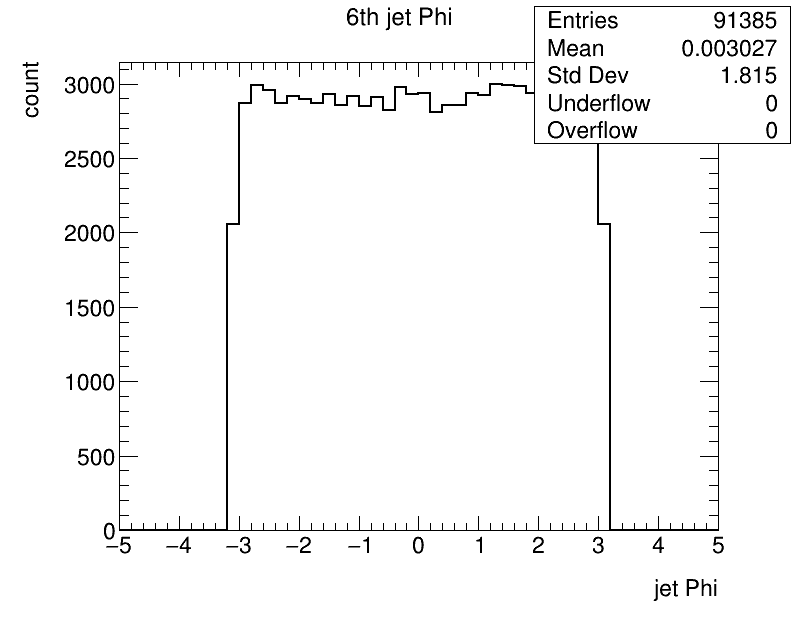 6th jet Phi
Entries 91385
Mean 0.003027
Std Dev 1.815
Underflow 0
Overflow 0
count
3000
2500
2000
1500
1000
500
0
−5 −4 −3 −2 −1 0 1 2 3 4 5
jet Phi